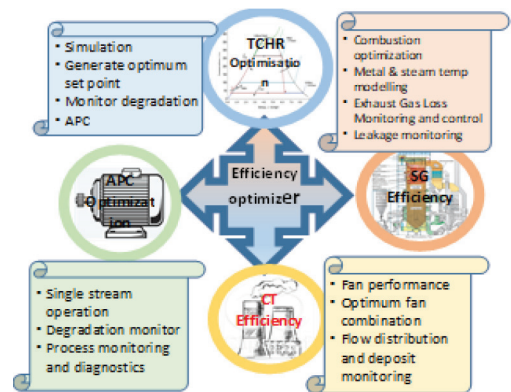 • Simulation
• Generate optimum
set point
• Monitor degradation
• APC
TCHR
Optimisatio
n
• Combustion
optimization
• Metal & steam temp
modelling
• Exhaust Gas Loss
Monitoring and control
• Leakage monitoring
APC
Optimizat
ion
Efficiency
optimizer
SG
Efficiency
• Single stream
operation
• Degradation monitor
• Process monitoring
and diagnostics
CT
Efficiency
• Fan performance
• Optimum fan
combination
• Flow distribution
and deposit
monitoring